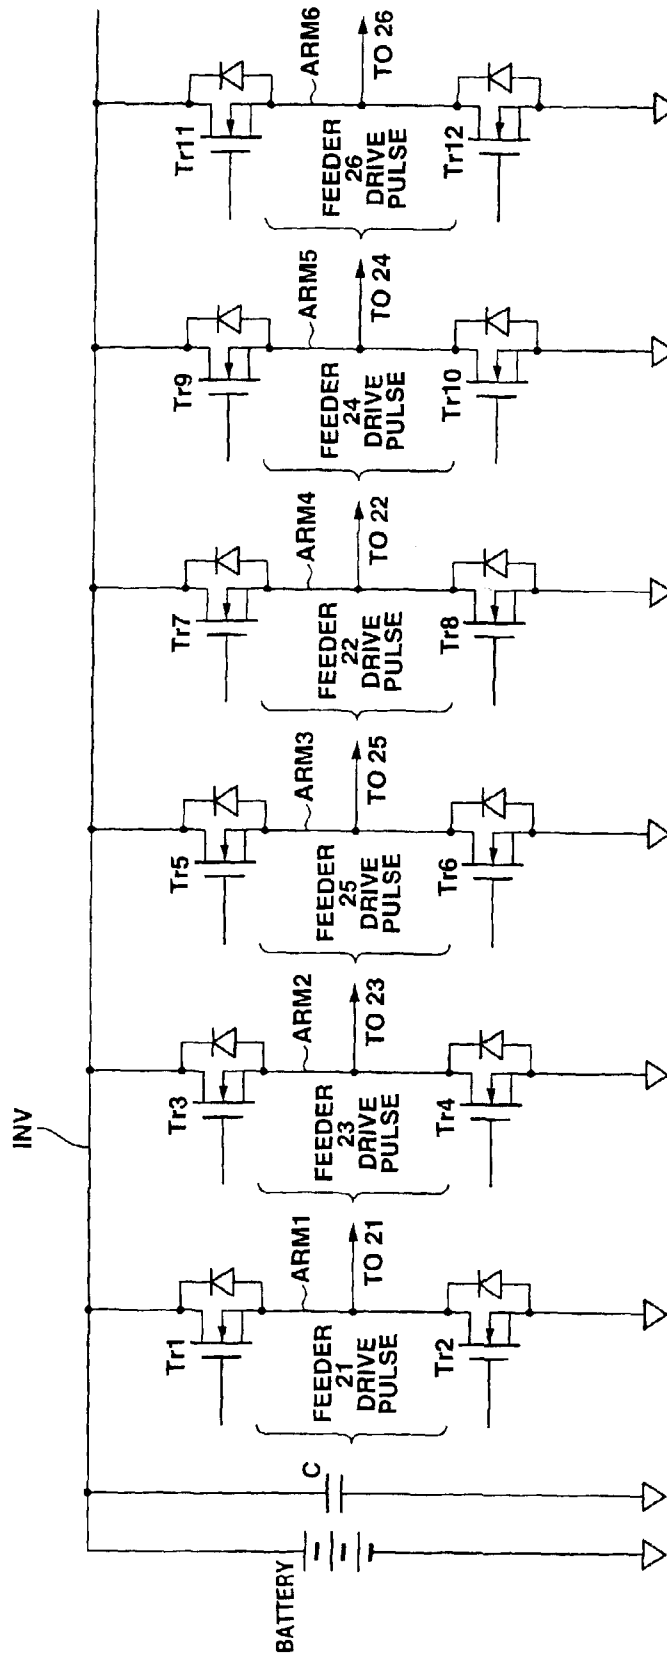 INV
BATTERY
C
Tr1
ARM1
FEEDER
21
DRIVE
PULSE
TO 21
Tr2
Tr3
ARM2
FEEDER
23
DRIVE
PULSE
TO 23
Tr4
Tr5
ARM3
FEEDER
25
DRIVE
PULSE
TO 25
Tr6
Tr7
ARM4
FEEDER
22
DRIVE
PULSE
TO 22
Tr8
Tr9
ARM5
FEEDER
24
DRIVE
PULSE
TO 24
Tr10
Tr11
ARM6
FEEDER
26
DRIVE
PULSE
TO 26
Tr12